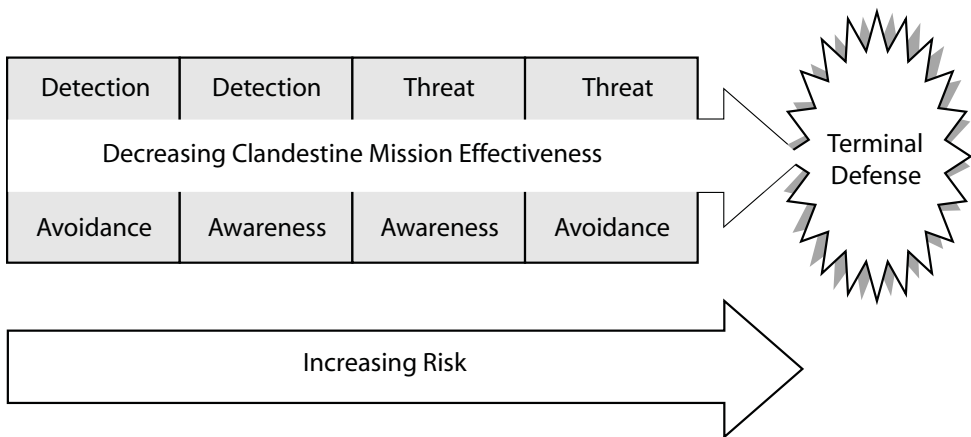 Detection Detection Threat Threat
Decreasing Clandestine Mission Effectiveness
Avoidance Awareness Awareness Avoidance
Terminal
Defense
Increasing Risk